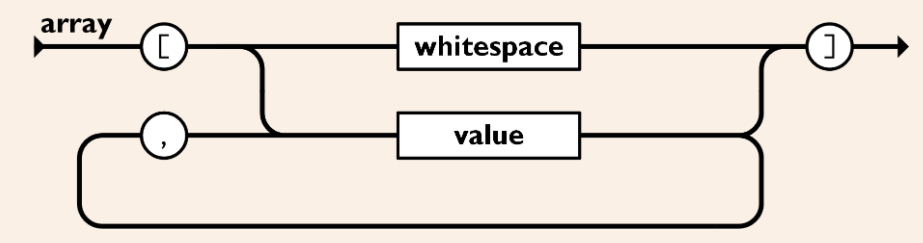 array
[ whitespace ]
, value